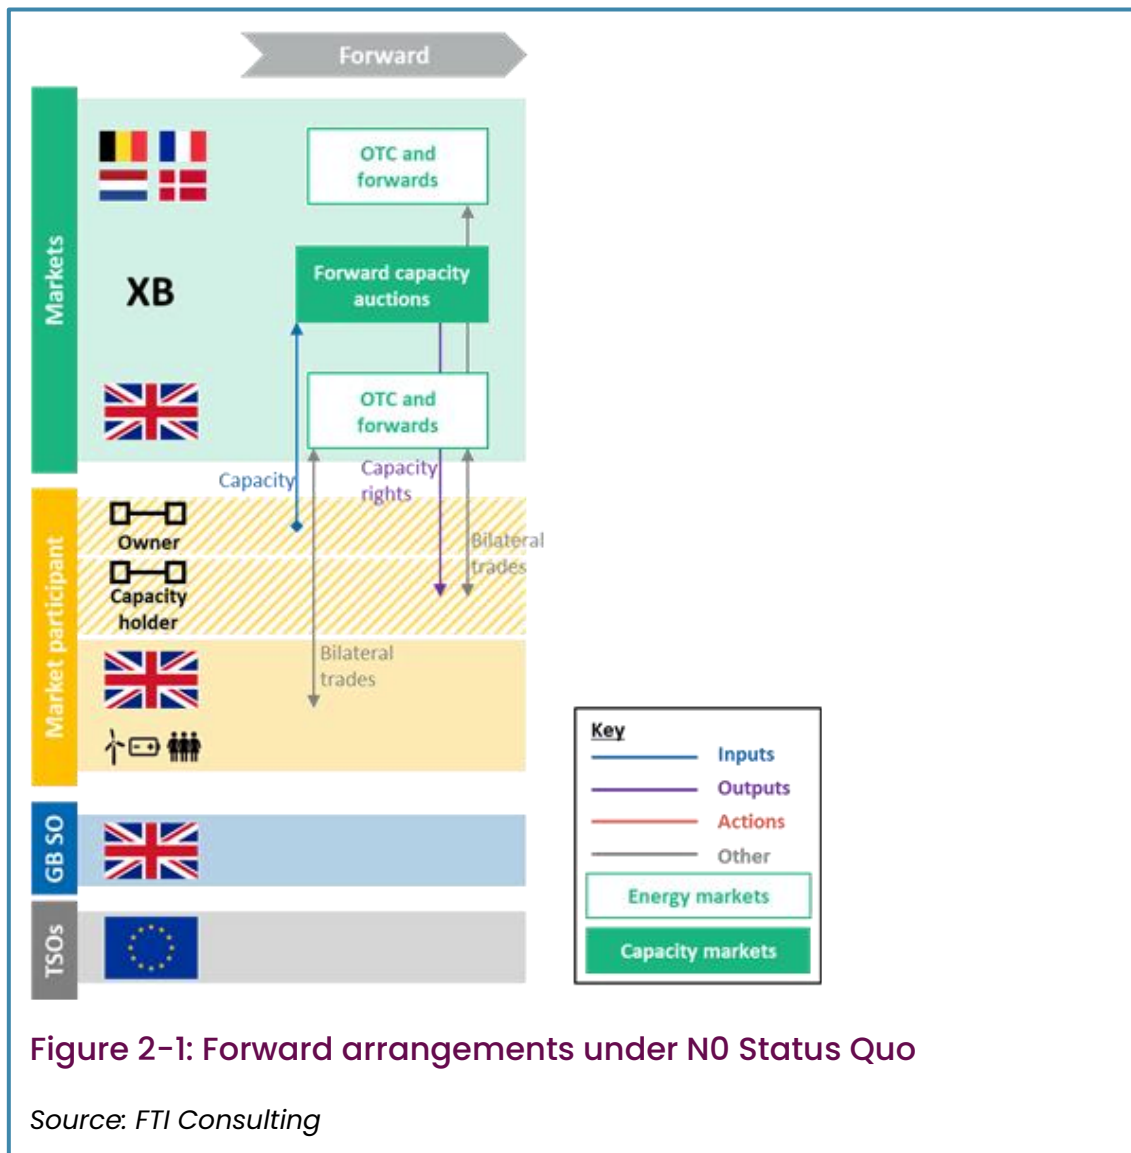 Forward
Markets
OTC and
forwards
XB
Forward capacity
auctions
OTC and
forwards
Capacity
Capacity
rights
Market participant
Owner
Bilateral
trades
Capacity
holder
Bilateral
trades
GB SO
TSOs
Key
Inputs
Outputs
Actions
Other
Energy markets
Capacity markets
Figure 2-1: Forward arrangements under N0 Status Quo
Source: FTI Consulting